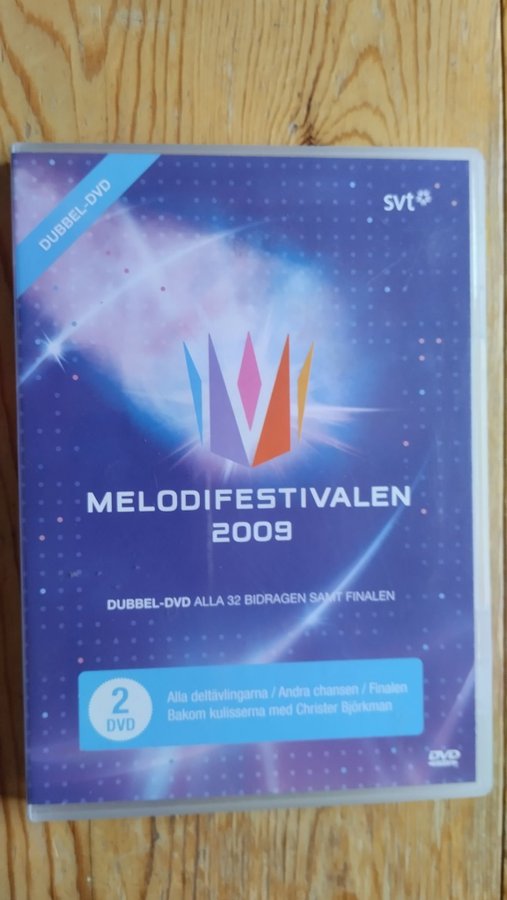 DUBBEL-DVD
svt
MELODIFESTIVALEN
2009
DUBBEL-DVD ALLA 32 BIDRAGEN SAMT FINALEN
2
DVD
Alla deltävlingarna / Andra chansen / Finalen
Bakom kulisserna med Christer Björkman
DVD